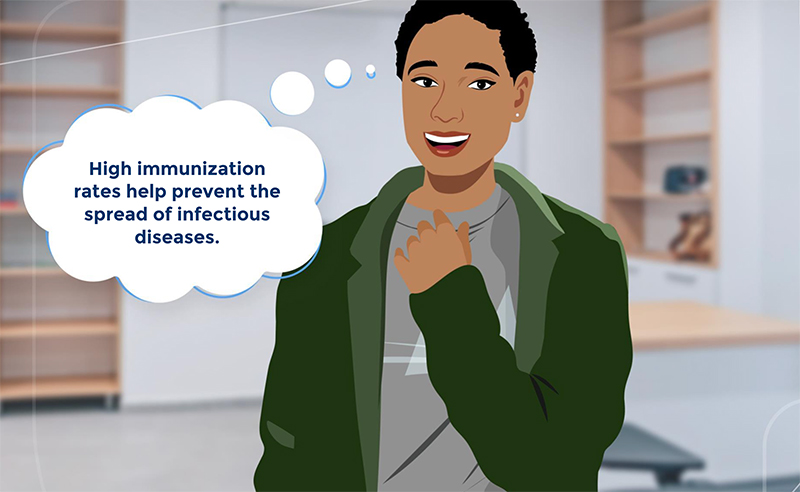 High immunization
rates help prevent the
spread of infectious
diseases.